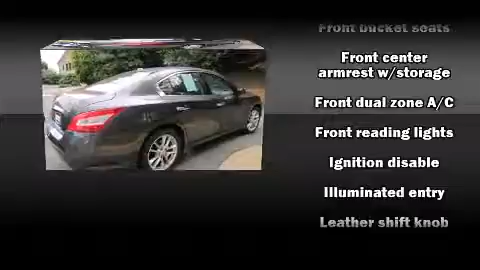 Front bucket seats
Front center
armrest w/storage
Front dual zone A/C
Front reading lights
Ignition disable
Illuminated entry
Leather shift knob